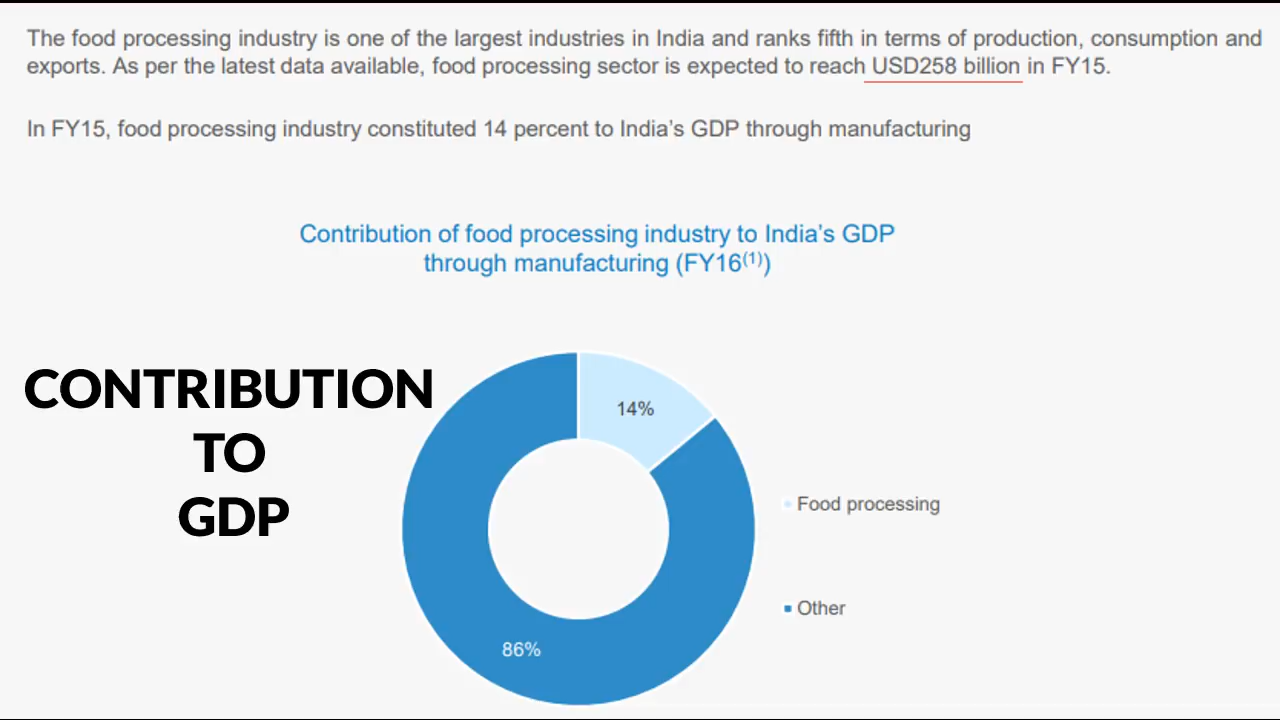 The food processing industry is one of the largest industries in India and ranks fifth in terms of production, consumption and
exports. As per the latest data available, food processing sector is expected to reach USD258 billion in FY15.
In FY15, food processing industry constituted 14 percent to India’s GDP through manufacturing
Contribution of food processing industry to India’s GDP
through manufacturing (FY16(1))
CONTRIBUTION
TO
GDP
14%
Food processing
Other
86%